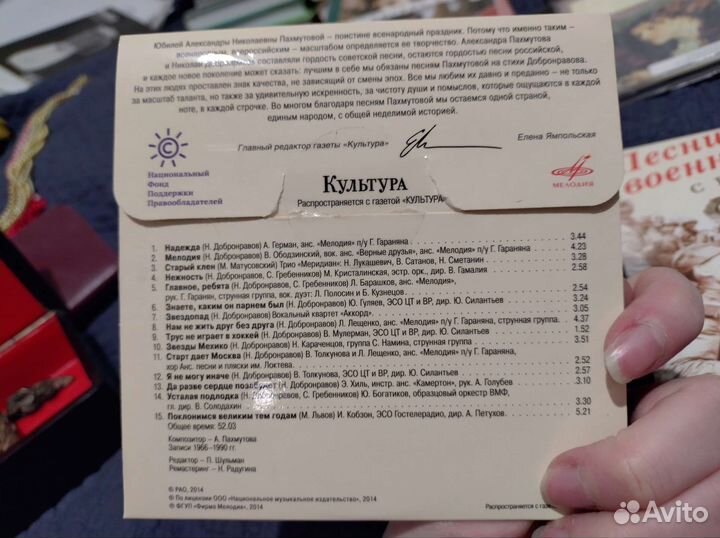 Юбилей Александры Николаевны Пахмутовой – поистине всенародный праздник. Потому что именно таким –
всенародным, всероссийским – масштабом определяется ее творчество. Александра Пахмутова
и Николай Добронравов составляли гордость советской песни, остаются гордостью песни российской,
и каждое новое поколение может сказать: лучшим в себе мы обязаны песням Пахмутовой на стихи Добронравова.
На этих людях проставлен знак качества, не зависящий от смены эпох. Все мы любим их давно и преданно – не только
за масштаб таланта, но также за удивительную искренность, за чистоту души и помыслов, которые ощущаются в каждой
ноте, в каждой строчке. Во многом благодаря песням Пахмутовой мы остаемся одной страной,
единым народом, с общей неделимой историей.
Главный редактор газеты «Культура»
Елена Ямпольская
Национальный
Фонд
Поддержки
Правообладателей
МЕЛОДИЯ
КУЛЬТУРА
Распространяется с газетой «КУЛЬТУРА»
1. Надежда (Н. Добронравов) А. Герман, анс. «Мелодия» п/у Г. Гараняна 3.44
2. Мелодия (Н. Добронравов) В. Ободзинский, вок. анс. «Верные друзья», анс. «Мелодия» п/у Г. Гараняна 4.23
3. Старый клен (М. Матусовский) Трио «Меридиан»: Н. Лукашевич, В. Сатанов, Н. Сметанин 3.28
4. Нежность (Н. Добронравов, С. Гребенников) М. Кристалинская, эстр. орк., дир. В. Гамалия 2.58
5. Главное, ребята (Н. Добронравов, С. Гребенников) Л. Барашков, анс. «Мелодия»,
рук. Г. Гаранян, струнная группа, вок. дуэт: Л. Полосин и Б. Кузнецов 2.54
6. Знаете, каким он парнем был (Н. Добронравов) Ю. Гуляев, ЭСО ЦТ и ВР, дир. Ю. Силантьев 3.24
7. Звездопад (Н. Добронравов) Вокальный квартет «Аккорд» 3.05
8. Нам не жить друг без друга (Н. Добронравов) Л. Лещенко, анс. «Мелодия» п/у Г. Гараняна, струнная группа 4.37
9. Трус не играет в хоккей (Н. Добронравов) В. Мулерман, ЭСО ЦТ и ВР, дир. Ю. Силантьев 1.52
10. Звезды Мехико (Н. Добронравов) Н. Караченцов, группа С. Намина, струнная группа 3.51
11. Старт дает Москва (Н. Добронравов) В. Толкунова и Л. Лещенко, анс. «Мелодия» п/у Г. Гараняна,
хор Анс. песни и пляски им. Локтева 2.52
12. Я не могу иначе (Н. Добронравов) В. Толкунова, ЭСО ЦТ и ВР, дир. Ю. Силантьев 2.57
13. Да разве сердце позабудет (Н. Добронравов) Э. Хиль, инстр. анс. «Камертон», рук. А. Голубев 3.10
14. Усталая подлодка (Н. Добронравов, С. Гребенников) Ю. Богатиков, образцовый оркестр ВМФ,
гл. дир. В. Солодахин 3.30
15. Поклонимся великим тем годам (М. Львов) И. Кобзон, ЭСО Гостелерадио, дир. А. Петухов 5.21
Общее время: 52.03
Композитор – А. Пахмутова
Записи 1966–1990 гг.
Редактор – П. Шульман
Ремастеринг – Н. Радугина
© РАО, 2014
℗ По лицензии ООО «Национальное музыкальное издательство», 2014
℗ ФГУП «Фирма Мелодия», 2014
Распространяется с
Песни
военн
Avito